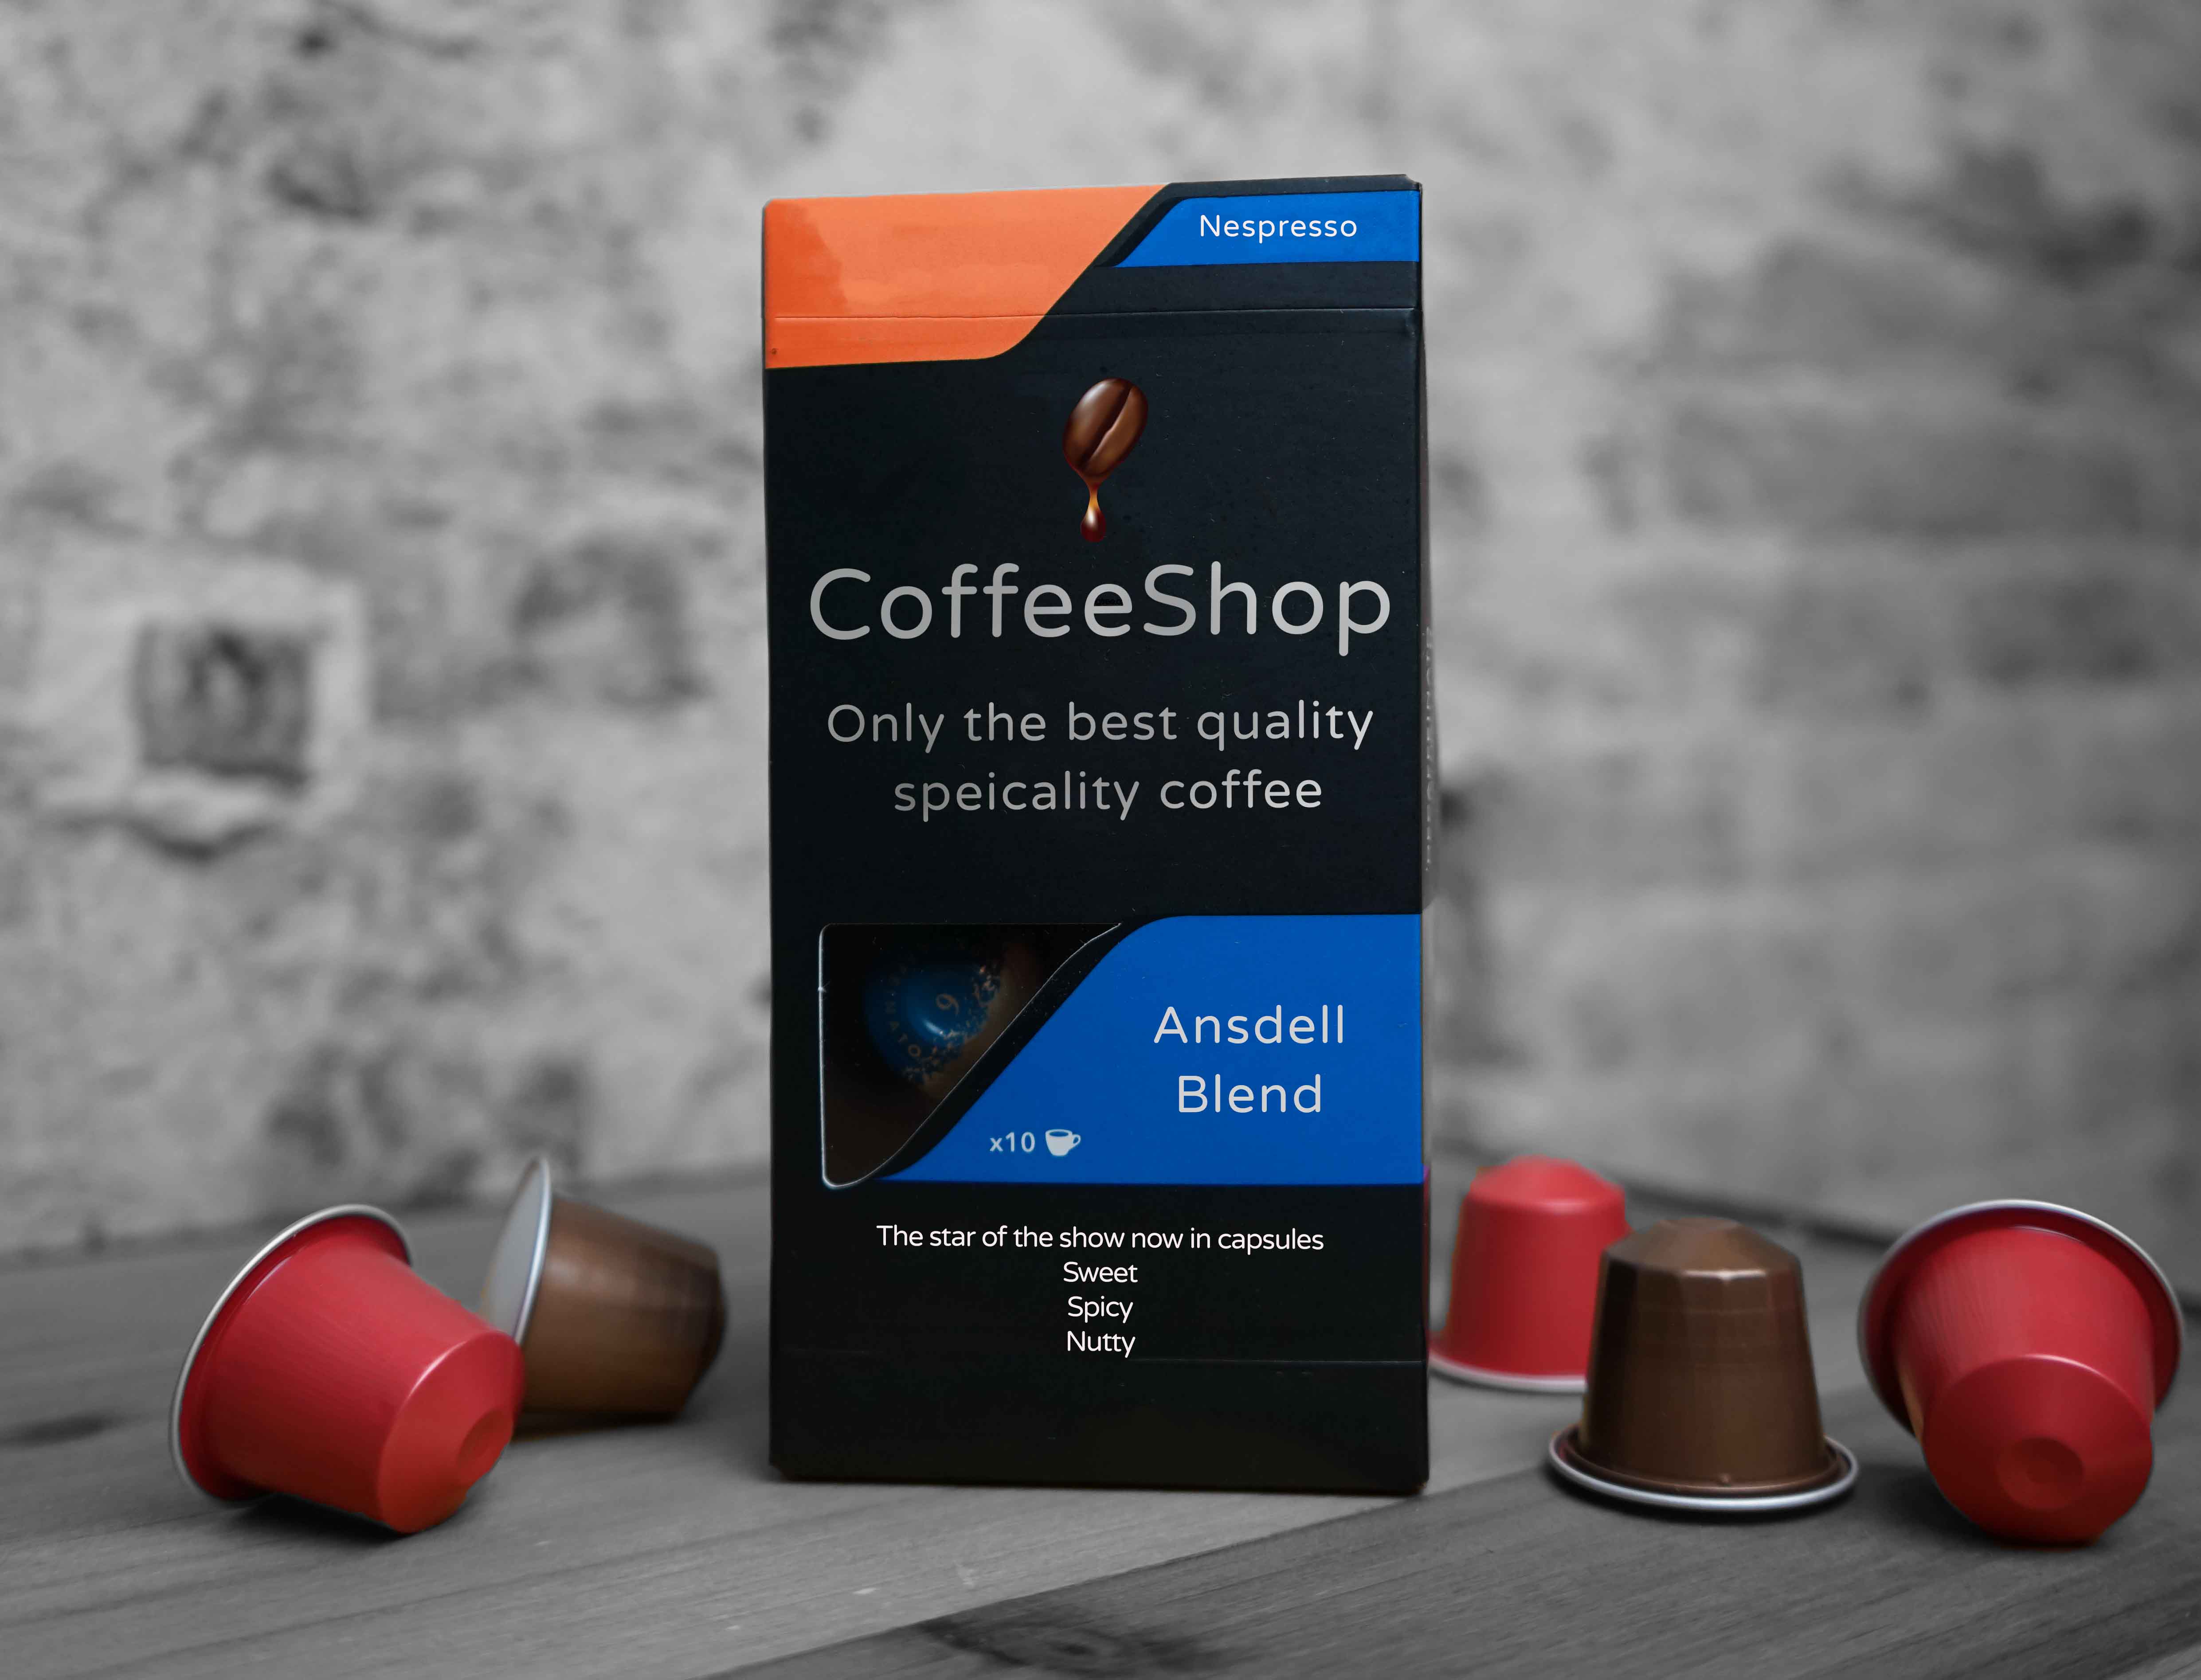 Nespresso
CoffeeShop
Only the best quality
speicality coffee
Ansdell
Blend
x10
The star of the show now in capsules
Sweet
Spicy
Nutty